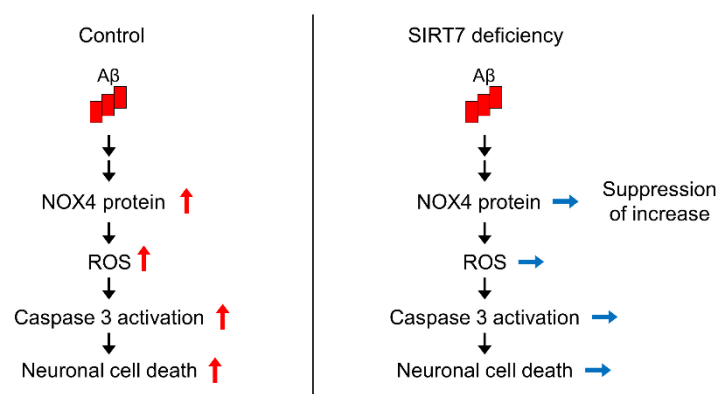 Control
Aβ
NOX4 protein
ROS
Caspase 3 activation
Neuronal cell death
SIRT7 deficiency
Aβ
NOX4 protein
Suppression
of increase
ROS
Caspase 3 activation
Neuronal cell death